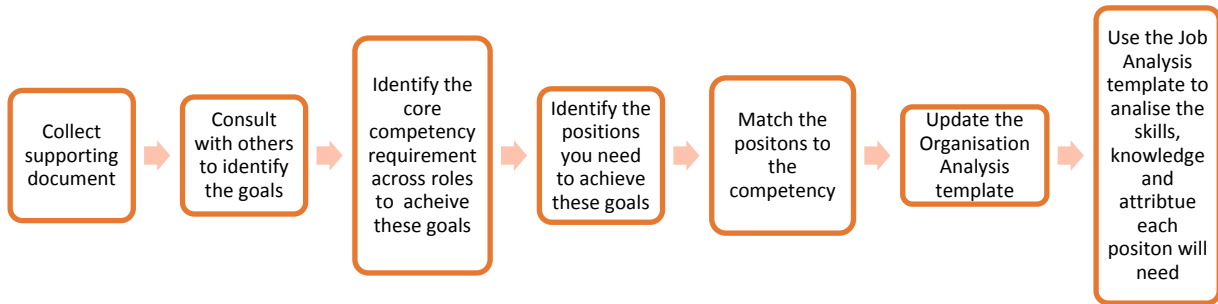 Collect
supporting
document
Consult
with others
to identify
the goals
Identify the
core
competency
requirement
across roles
to acheive
these goals
Identify the
positions
you need
to achieve
these goals
Match the
positons to
the
competency
Update the
Organisation
Analysis
template
Use the Job
Analysis
template to
analise the
skills,
knowledge
and
attribtue
each
positon will
need